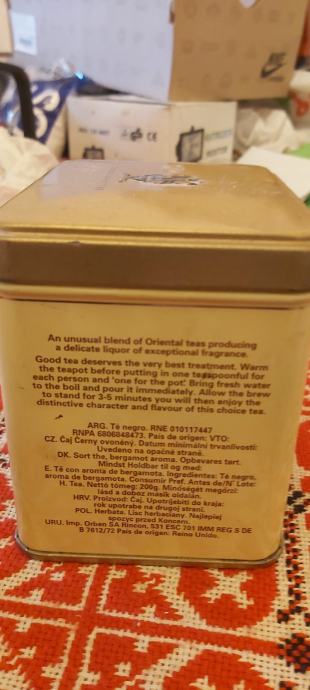 An unusual blend of Oriental teas producing
a delicate liquor of exceptional fragrance.
Good tea deserves the very best treatment. Warm
the teapot before putting in one teaspoonful for
each person and 'one for the pot'. Bring fresh water
to the boil and pour it immediately. Allow the brew
to stand for 3-5 minutes you will then enjoy the
distinctive character and flavour of this choice tea.
ARG. Té negro. RNE 010117447
RNPA 6806848473. Pais de origen: VTO:
CZ. Čaj Černy ovoněný. Datum minimální trvanlivosti:
Uvedeno na opačné straně.
DK. Sort the, bergamot aroma. Opbevares tørt.
Mindst Holdbar til og med:
E. Té con aroma de bergamota. Ingredientes: Té negro,
aroma de bergamota. Consumir Pref. Antes de/Nº Lote:
H. Tea. Nettó tömeg: 200g. Minőségét megőrzi:
lásd a doboz másik oldalán.
HRV. Proizvod: Čaj. Upotrijebiti do kraja:
rok upotrebe na drugoj strani.
POL. Herbata. Lisc herbaciany. Najlepiej
spozyc przed Koncem.
URU. Imp. Orben SA Rincon, 531 ESC 701 IMM REG S DE
B 7612/72 Pais de origen: Reino Unido.